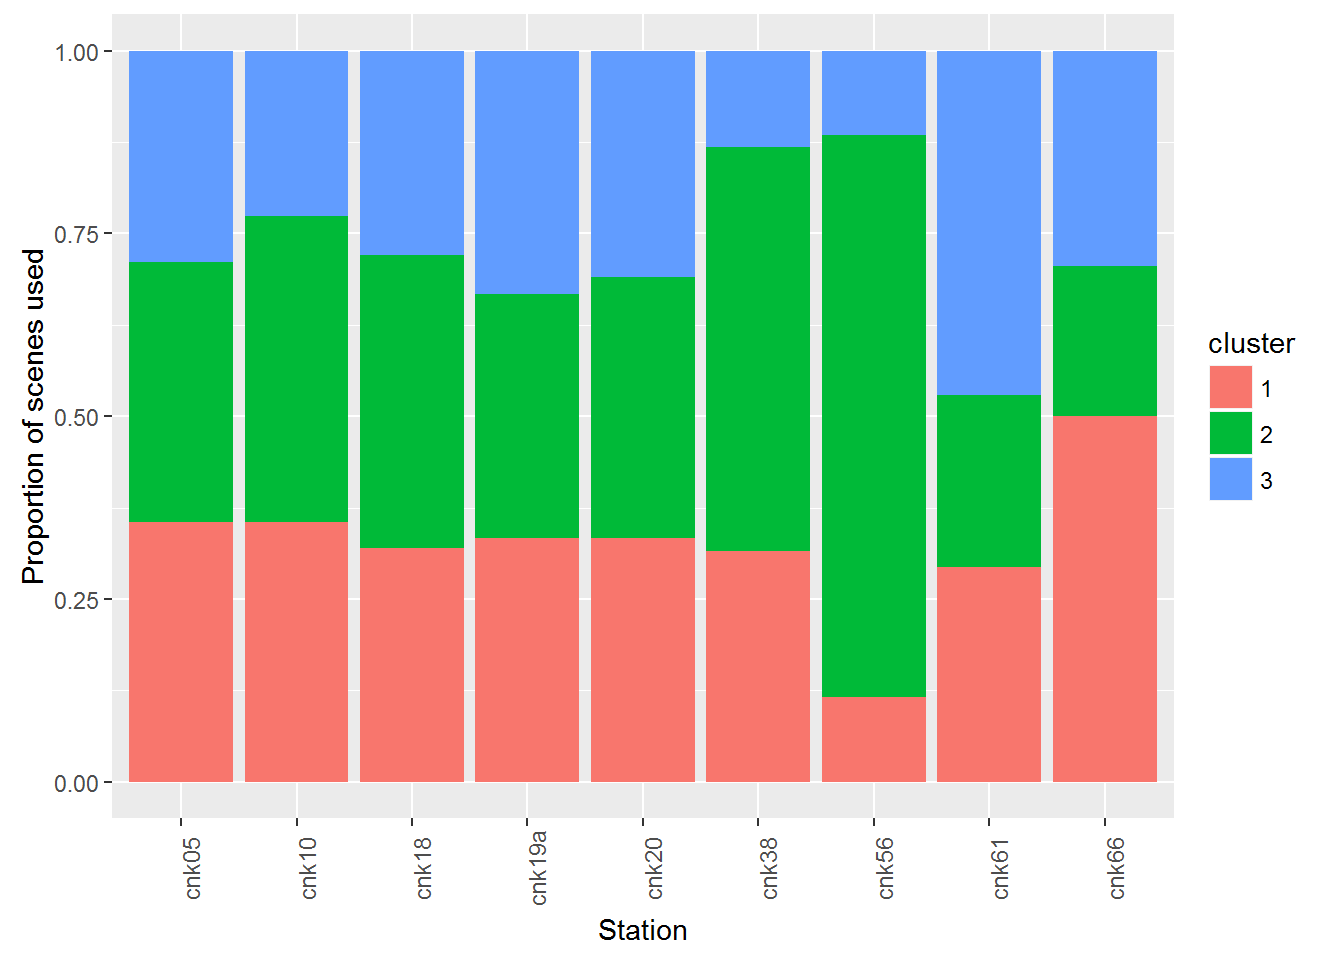 1.00
0.75
0.50
0.25
0.00
Proportion of scenes used
cnk05
cnk10
cnk18
cnk19a
cnk20
cnk38
cnk56
cnk61
cnk66
Station
cluster
1
2
3